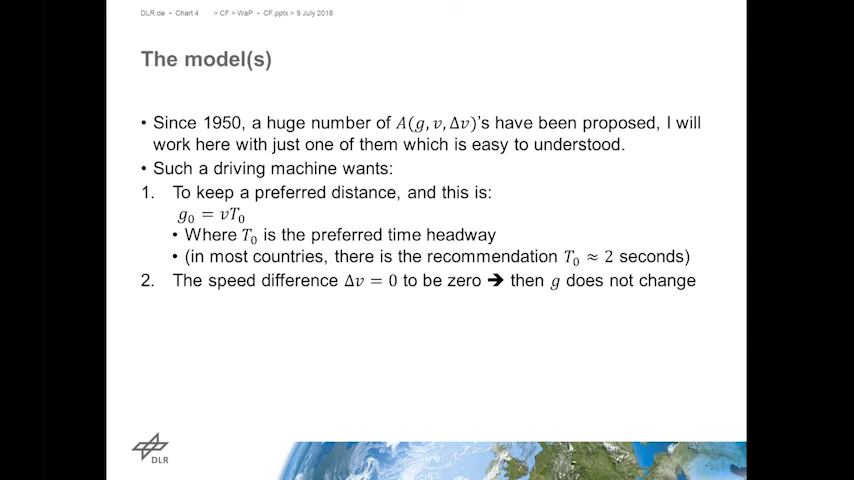 DLR.de • Chart 4 > CF > WaP • CF.pptx > 9 July 2018
The model(s)
• Since 1950, a huge number of A(g, v, Δv)'s have been proposed, I will
work here with just one of them which is easy to understood.
• Such a driving machine wants:
1. To keep a preferred distance, and this is:
g₀ = vT₀
• Where T₀ is the preferred time headway
• (in most countries, there is the recommendation T₀ ≈ 2 seconds)
2. The speed difference Δv = 0 to be zero ➔ then g does not change
DLR